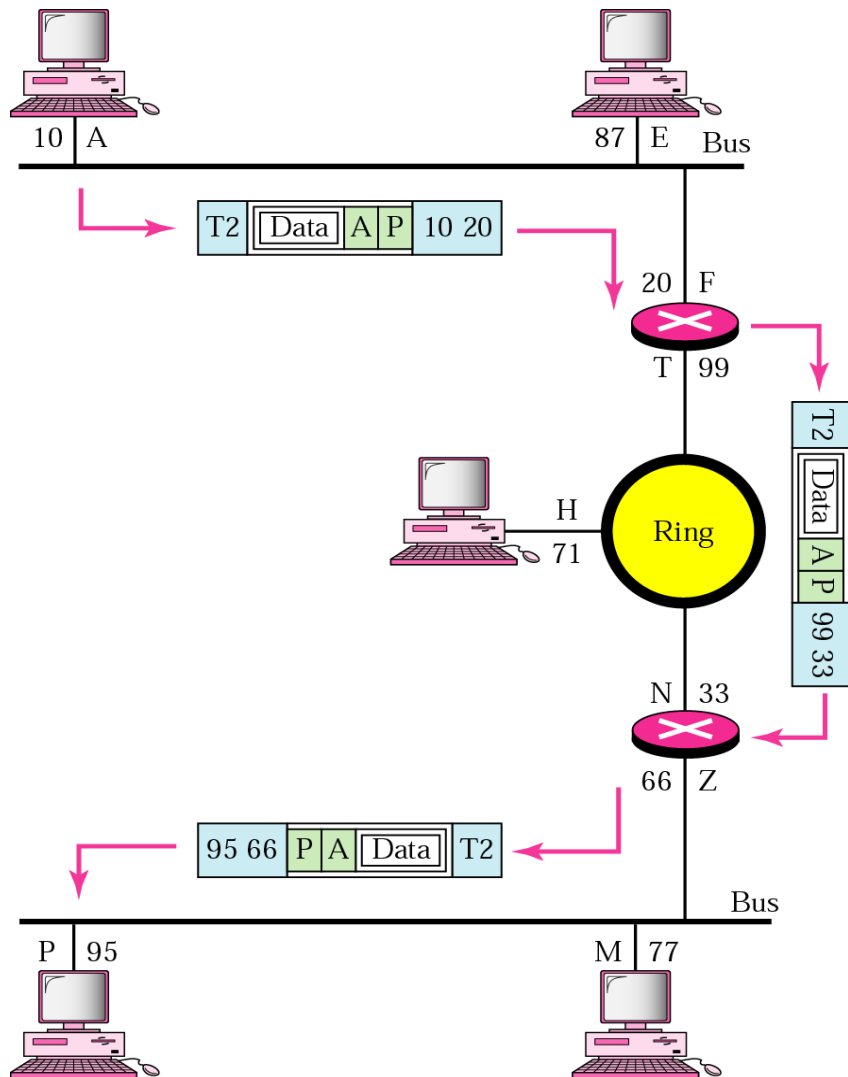 10 A
87 E
Bus
T2 Data A P 10 20
20 F
T 99
T2 Data A P 99 33
H
71
Ring
N 33
66 Z
95 66 P A Data T2
Bus
P 95
M 77